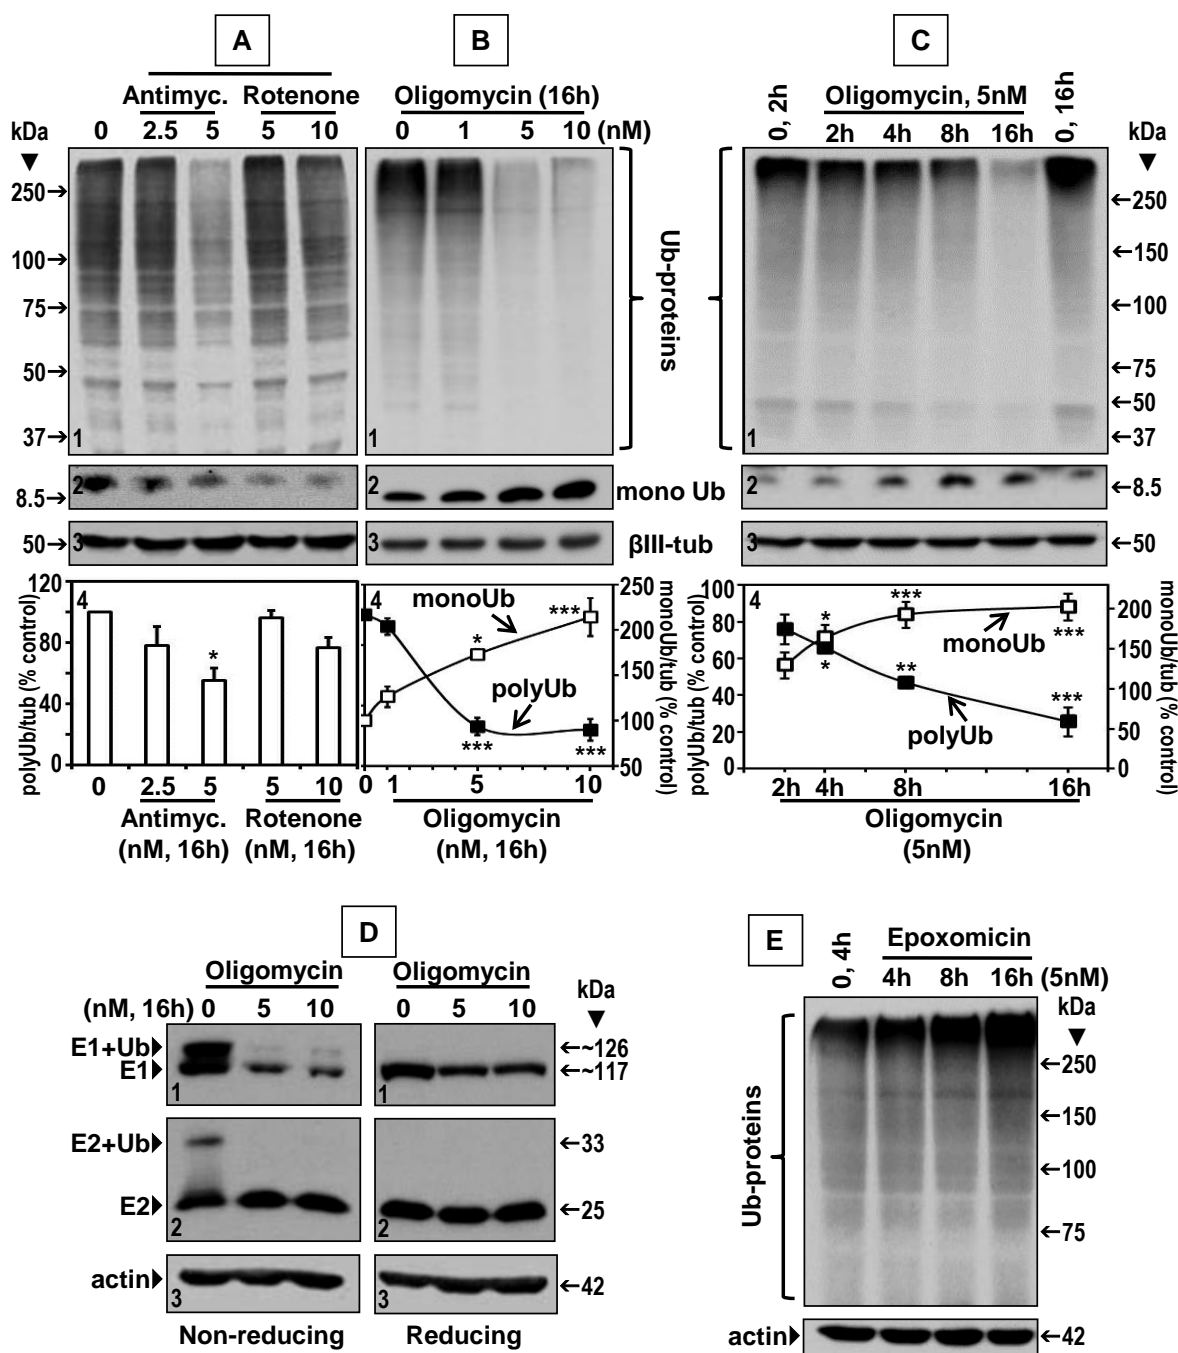 A
B
C
Antimyc. Rotenone
Oligomycin (16h)
0, 2h
Oligomycin, 5nM
0, 16h
kDa
0 2.5 5 5 10
0 1 5 10 (nM)
2h 4h 8h 16h
kDa
250→
100→
75→
50→
37→
1
1
Ub-proteins
1
←250
←150
←100
←75
←50
←37
8.5→
2
2
mono Ub
2
←8.5
50→
3
3
βIII-tub
3
←50
polyUb/tub (% control)
120
80
60
40
20
0
4
*
0 2.5 5 5 10
Antimyc. Rotenone
(nM, 16h) (nM, 16h)
4
monoUb
***
*
polyUb
***
***
250
200
150
100
50
monoUb/tub (% control)
0 1 5 10
Oligomycin
(nM, 16h)
polyUb/tub (% control)
100
80
60
40
20
0
4
***
*
monoUb
***
*
**
***
polyUb
200
150
100
50
0
monoUb/tub (% control)
2h 4h 8h 16h
Oligomycin
(5nM)
D
Oligomycin
Oligomycin
(nM, 16h) 0 5 10
0 5 10
kDa
E1+Ub
E1
1
1
←~126
←~117
E2+Ub
E2
2
2
←33
←25
actin
3
3
←42
Non-reducing
Reducing
E
0, 4h
Epoxomicin
4h 8h 16h (5nM)
kDa
Ub-proteins
←250
←150
←100
←75
actin
←42